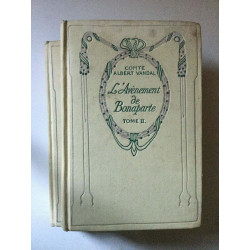 COMTE
ALBERT VANDAL
L'Avènement
de
Bonaparte
TOME II.